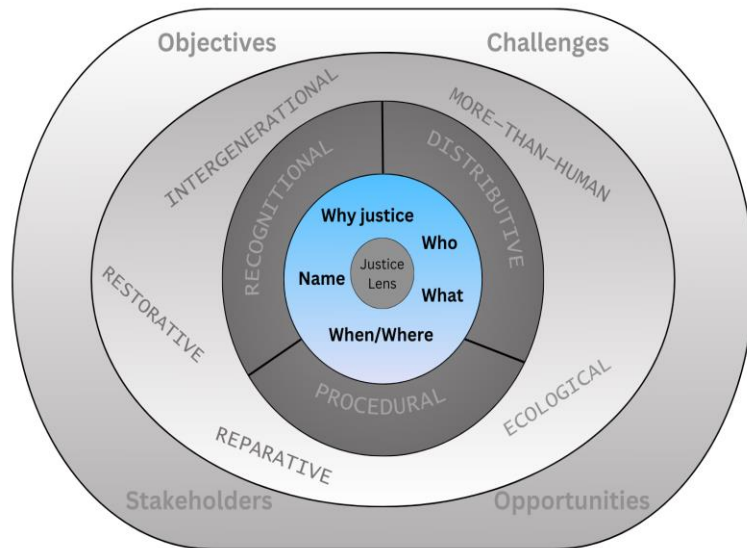 Objectives
Challenges
INTERGENERATIONAL
MORE-THAN-HUMAN
RECOGNITIONAL
DISTRIBUTIVE
Why justice
Who
Justice
Lens
Name
What
When/Where
RESTORATIVE
PROCEDURAL
ECOLOGICAL
REPARATIVE
Stakeholders
Opportunities